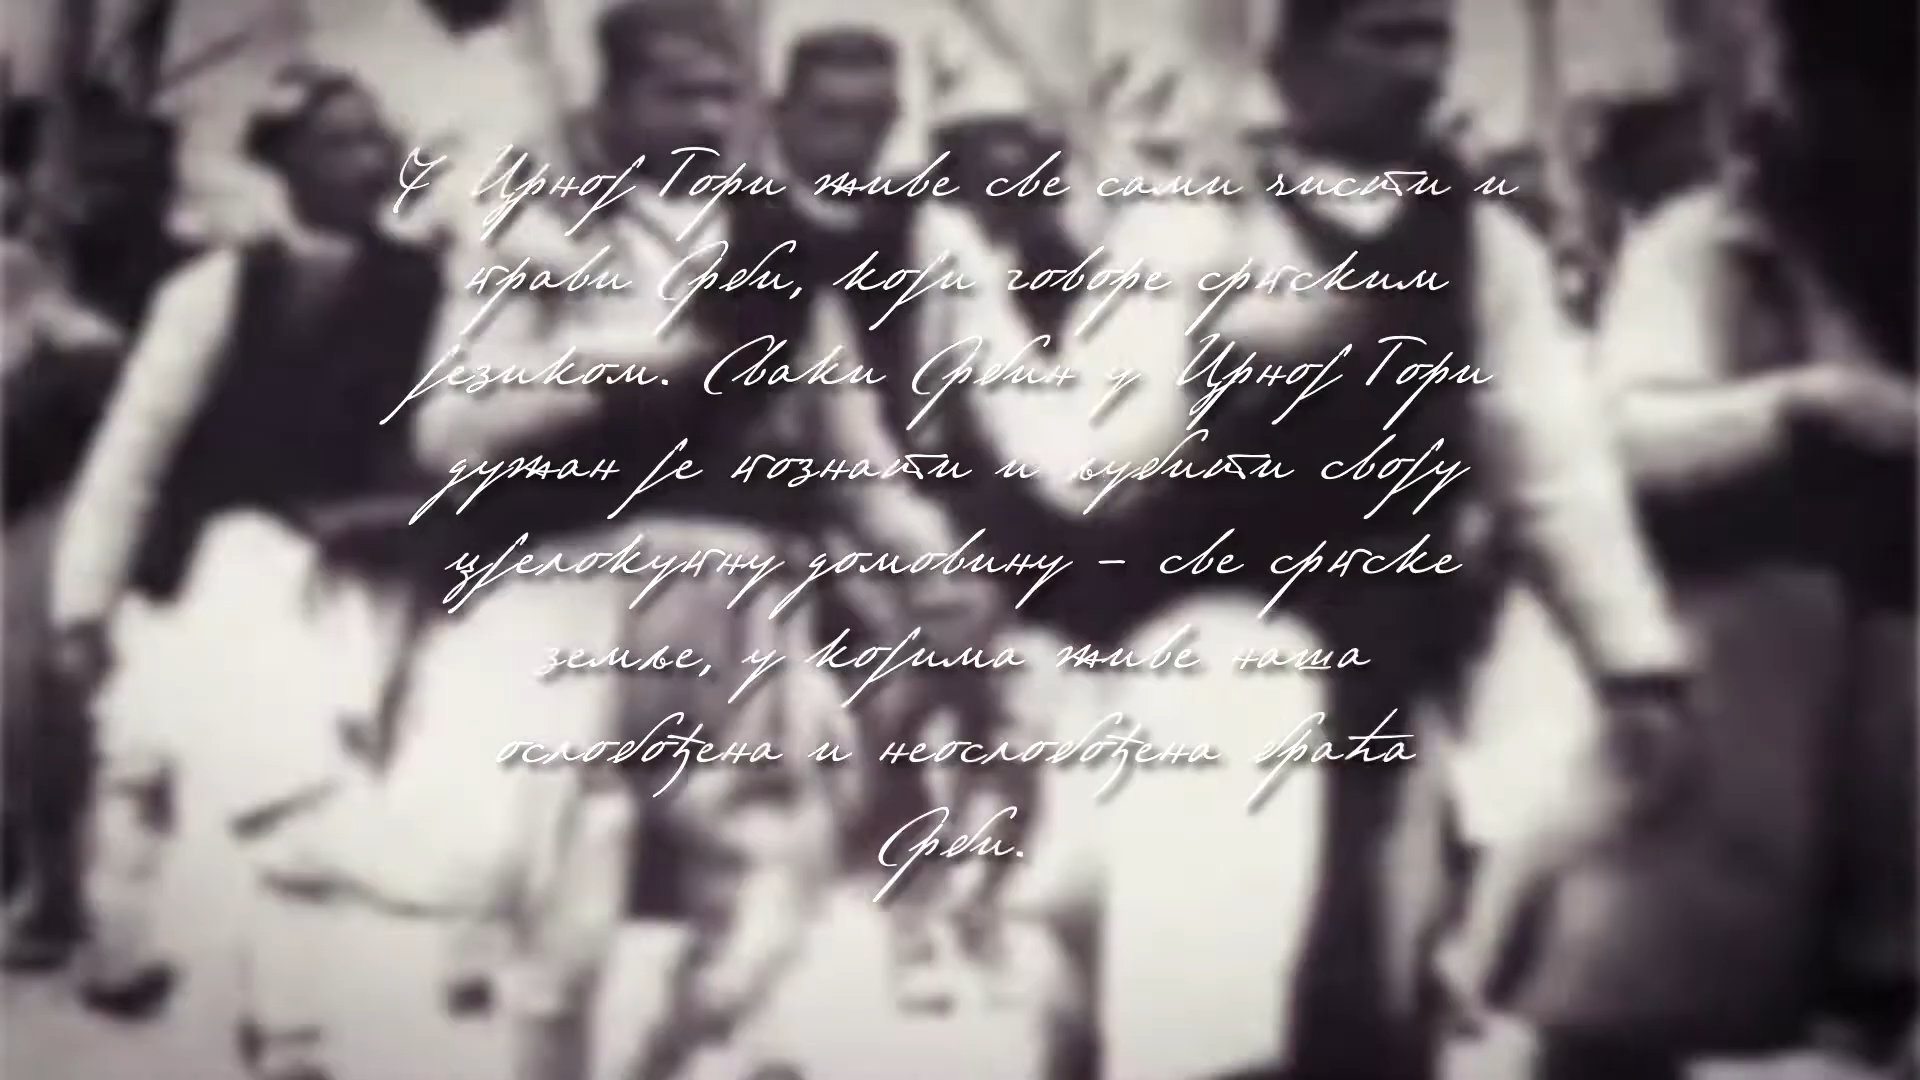 У Црној Гори живе све сами чисти и
прави Срби, који говоре српским
језиком. Сваки Србин у Црној Гори
дужан је познати и љубити своју
цјелокупну домовину – све српске
земље, у којима живе наша
ослобођена и неослобођена браћа
Срби.